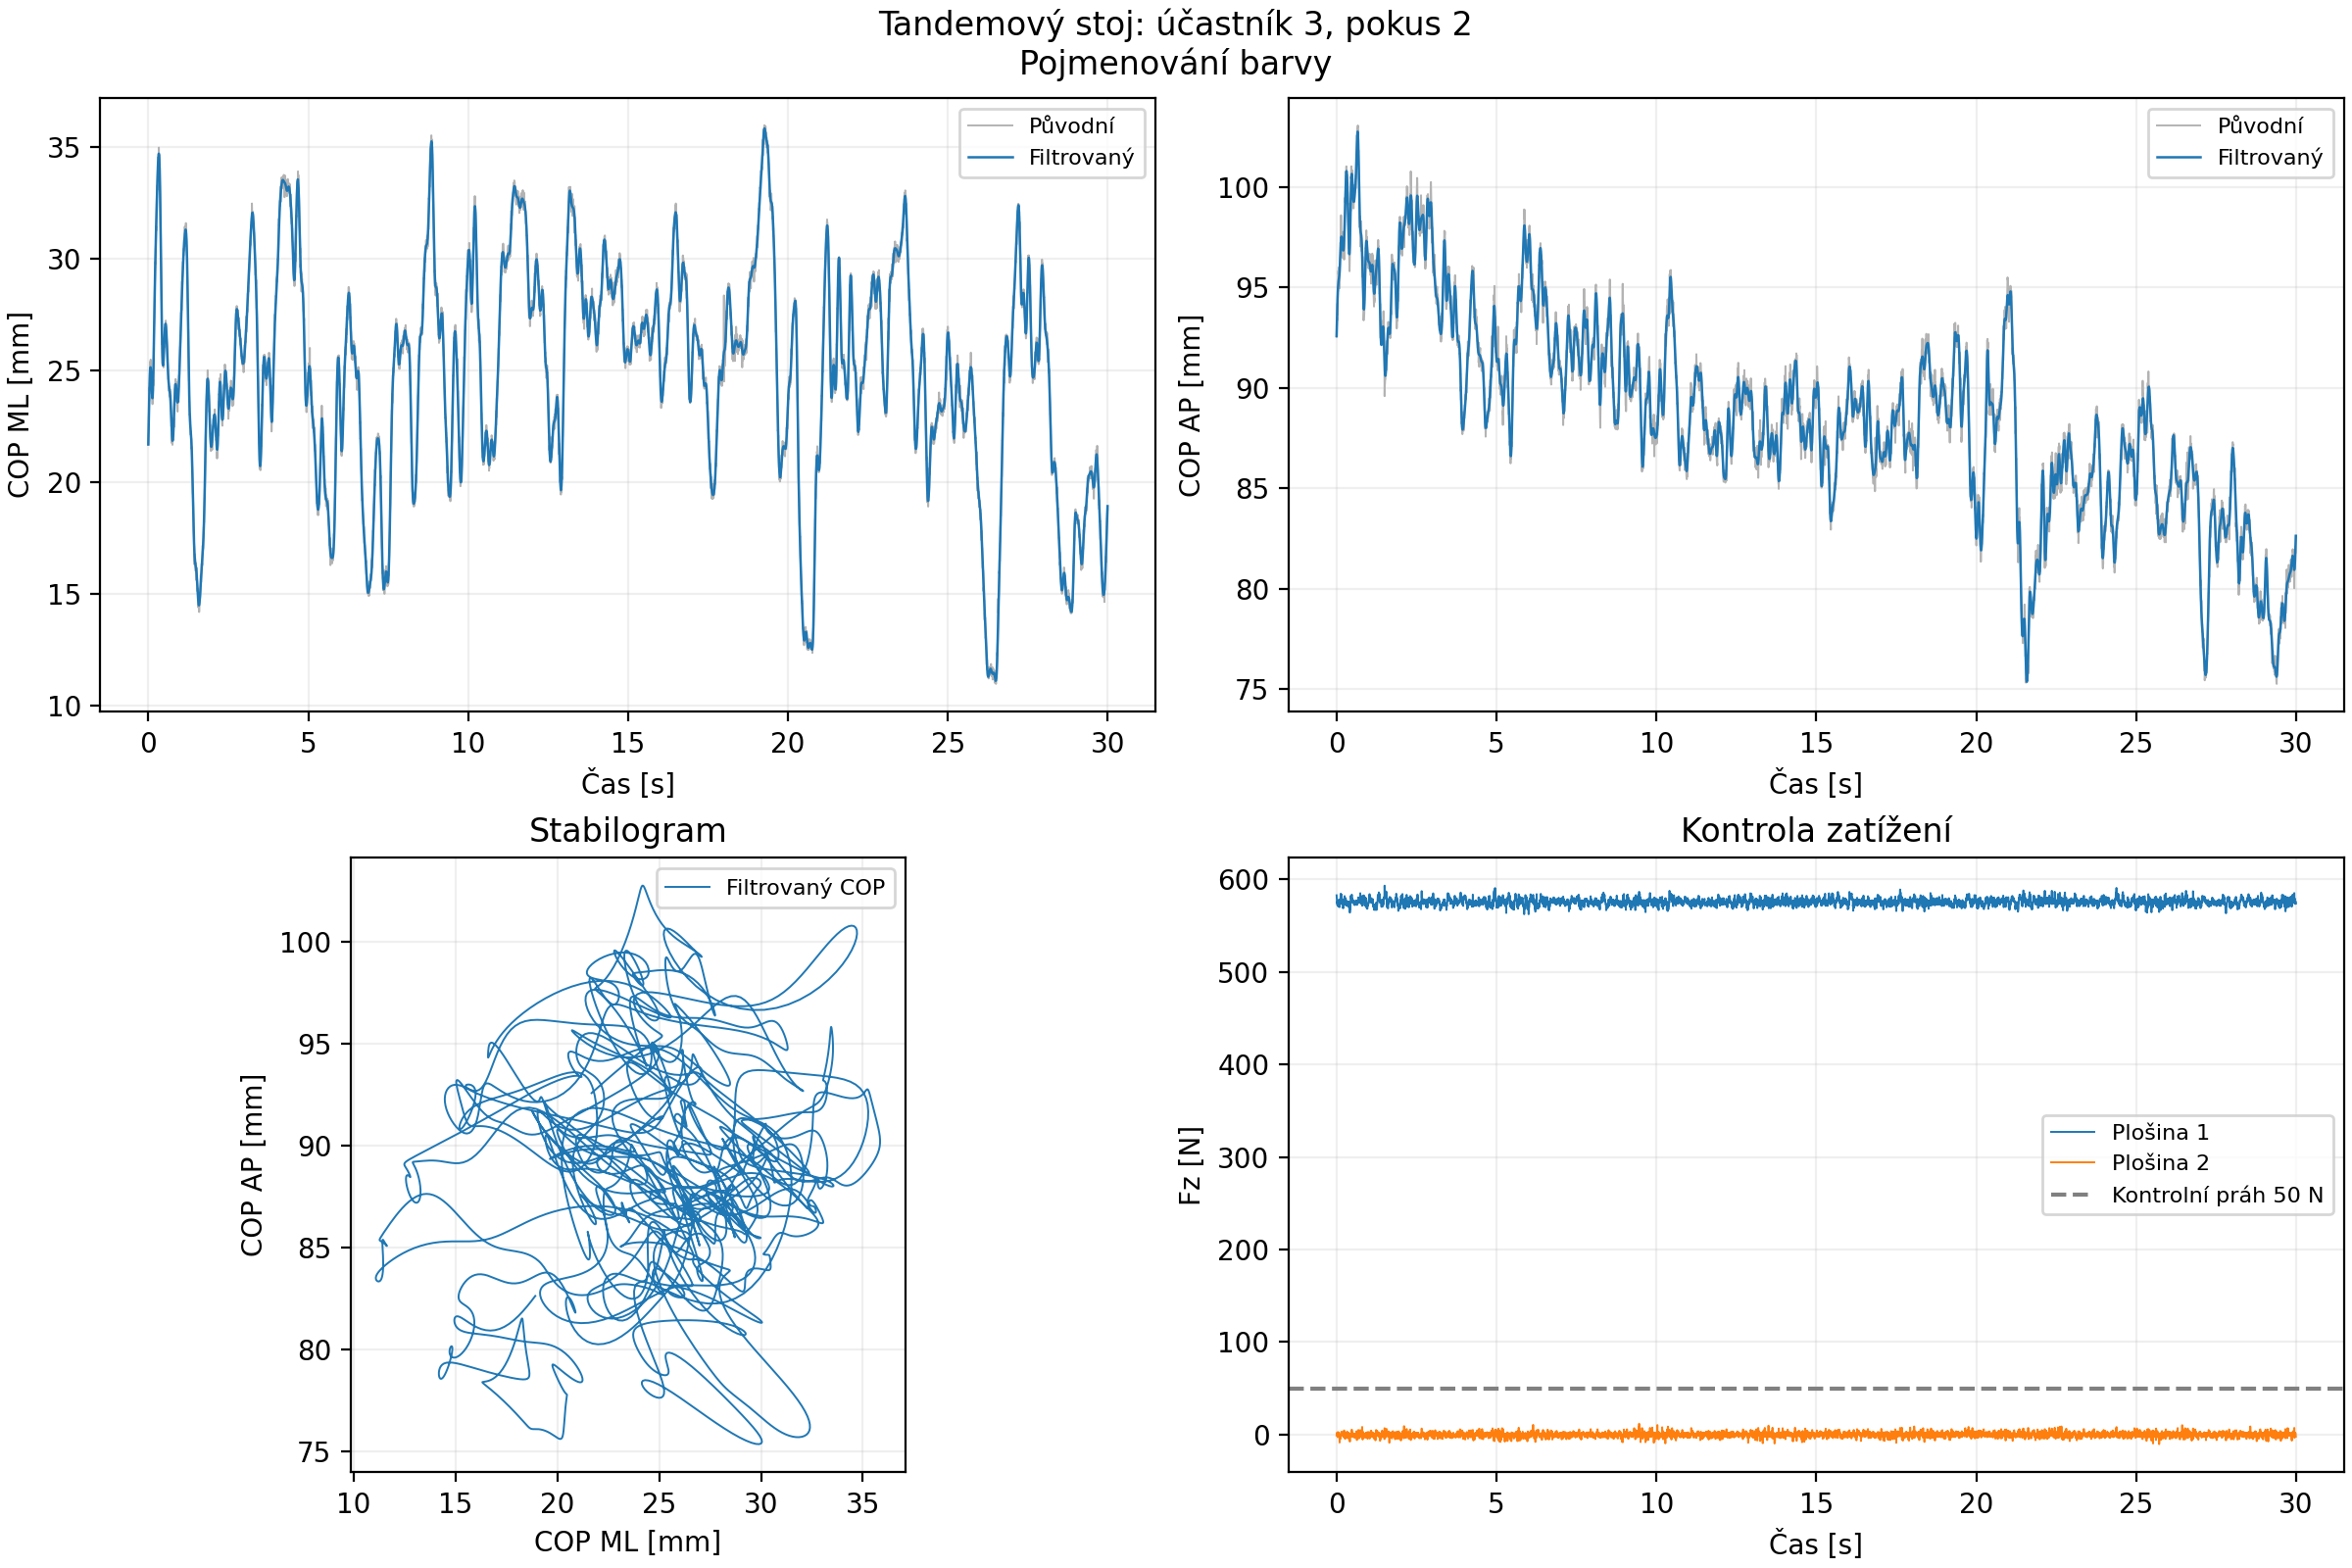 Tandemový stoj: účastník 3, pokus 2
Pojmenování barvy
COP ML [mm]
35
30
25
20
15
10
Původní
Filtrovaný
0 5 10 15 20 25 30
Čas [s]
COP AP [mm]
100
95
90
85
80
75
Původní
Filtrovaný
0 5 10 15 20 25 30
Čas [s]
Stabilogram
COP AP [mm]
100
95
90
85
80
75
Filtrovaný COP
10 15 20 25 30 35
COP ML [mm]
Kontrola zatížení
Fz [N]
600
500
400
300
200
100
0
Plošina 1
Plošina 2
Kontrolní práh 50 N
0 5 10 15 20 25 30
Čas [s]